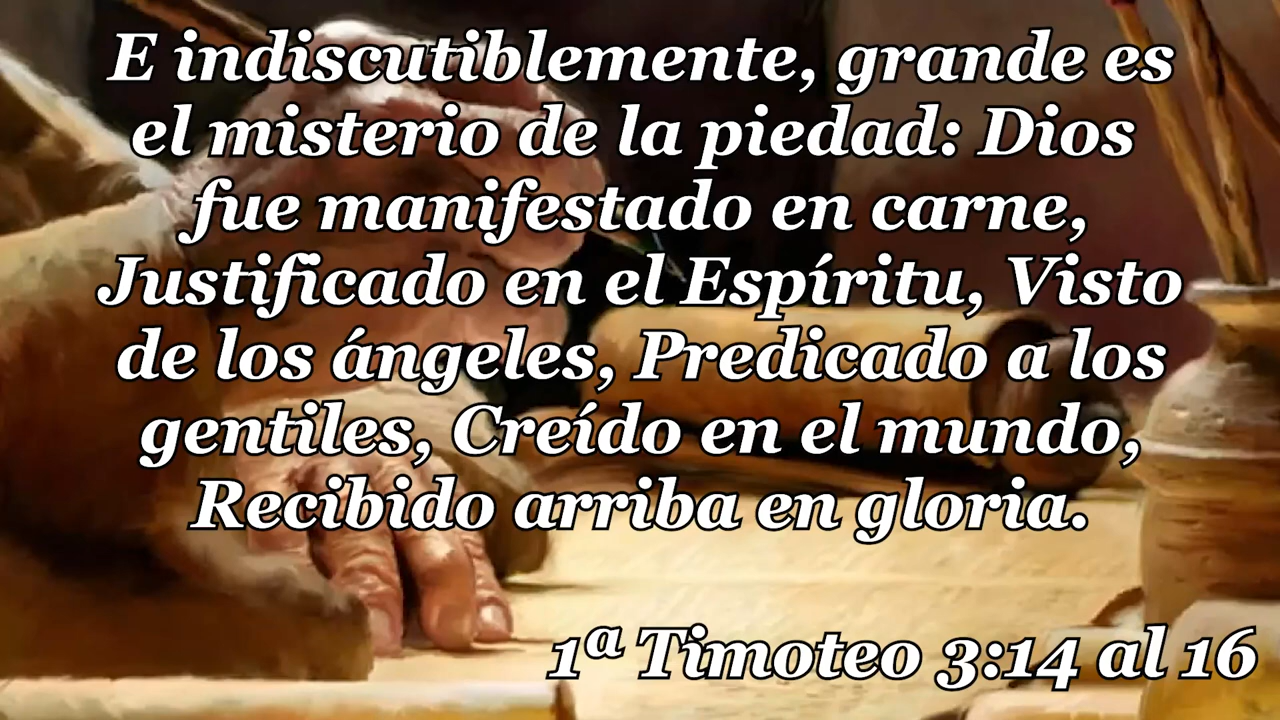 E indiscutiblemente, grande es
el misterio de la piedad: Dios
fue manifestado en carne,
Justificado en el Espíritu, Visto
de los ángeles, Predicado a los
gentiles, Creído en el mundo,
Recibido arriba en gloria.
1ª Timoteo 3:14 al 16